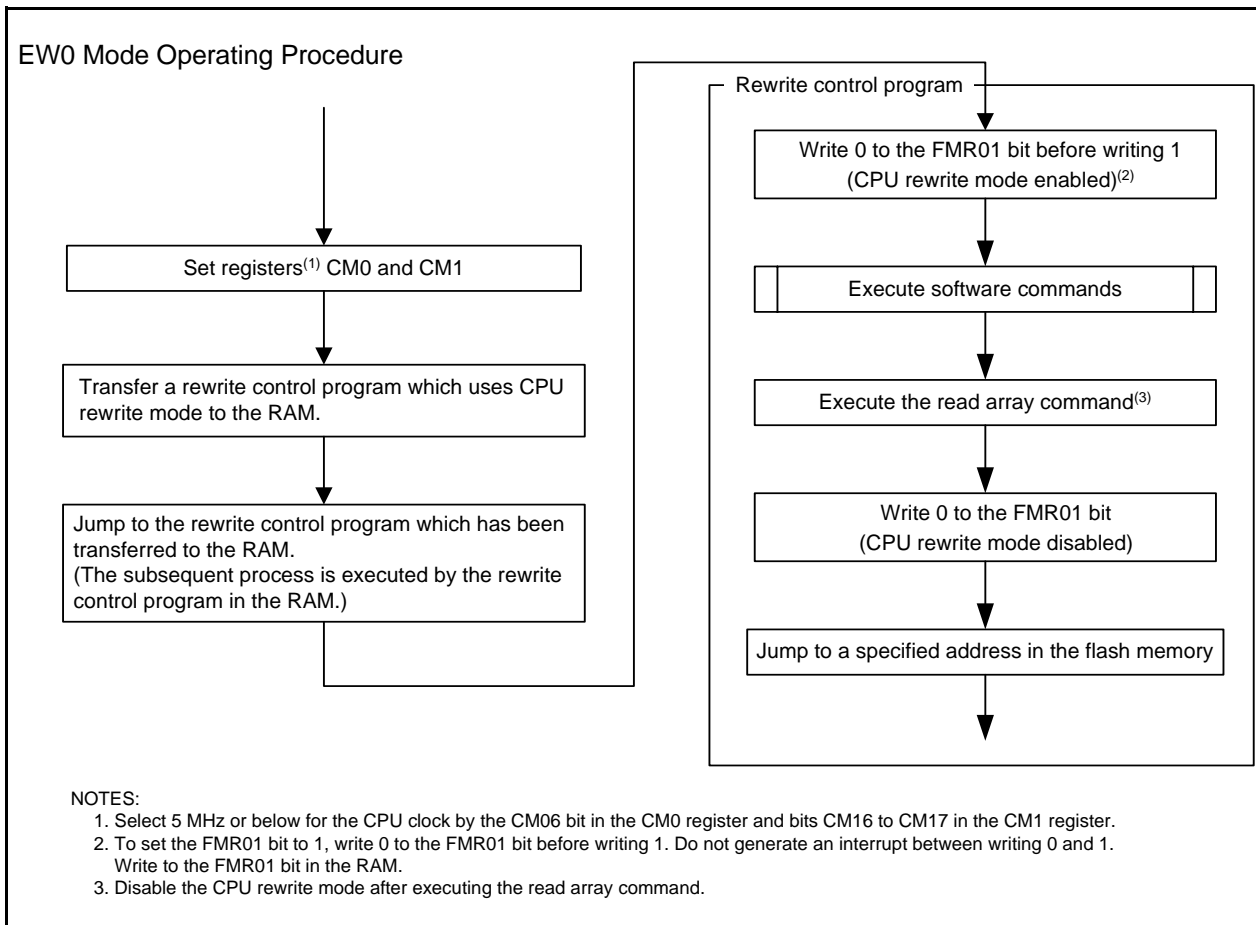 EW0 Mode Operating Procedure
Set registers(1) CM0 and CM1
Transfer a rewrite control program which uses CPU
rewrite mode to the RAM.
Jump to the rewrite control program which has been
transferred to the RAM.
(The subsequent process is executed by the rewrite
control program in the RAM.)
Rewrite control program
Write 0 to the FMR01 bit before writing 1
(CPU rewrite mode enabled)(2)
Execute software commands
Execute the read array command(3)
Write 0 to the FMR01 bit
(CPU rewrite mode disabled)
Jump to a specified address in the flash memory
NOTES:
1. Select 5 MHz or below for the CPU clock by the CM06 bit in the CM0 register and bits CM16 to CM17 in the CM1 register.
2. To set the FMR01 bit to 1, write 0 to the FMR01 bit before writing 1. Do not generate an interrupt between writing 0 and 1.
Write to the FMR01 bit in the RAM.
3. Disable the CPU rewrite mode after executing the read array command.